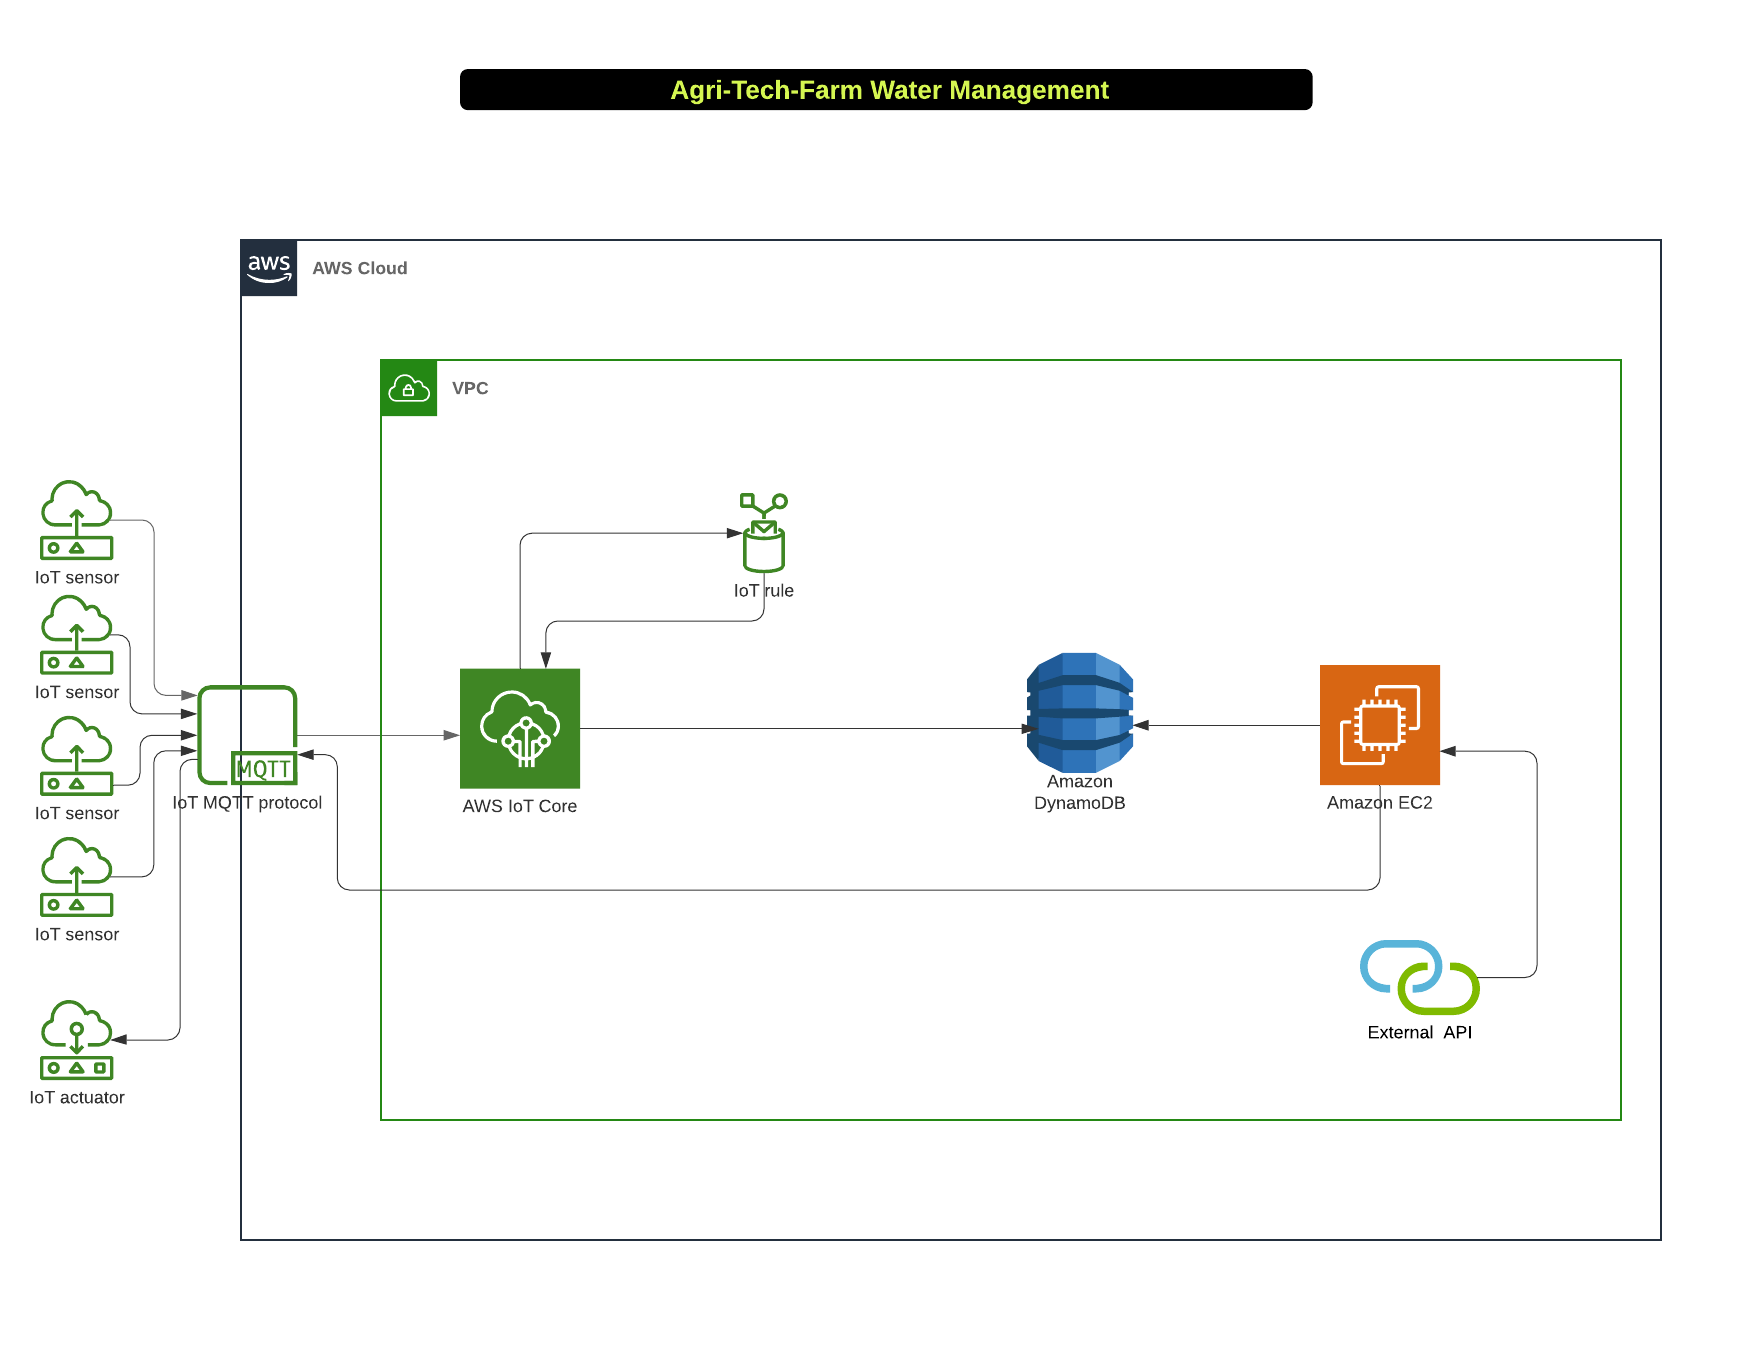 Agri-Tech-Farm Water Management
aws
AWS Cloud
VPC
IoT sensor
IoT rule
IoT sensor
MQTT
IoT MQTT protocol
AWS IoT Core
Amazon
DynamoDB
Amazon EC2
IoT sensor
IoT sensor
External API
IoT actuator